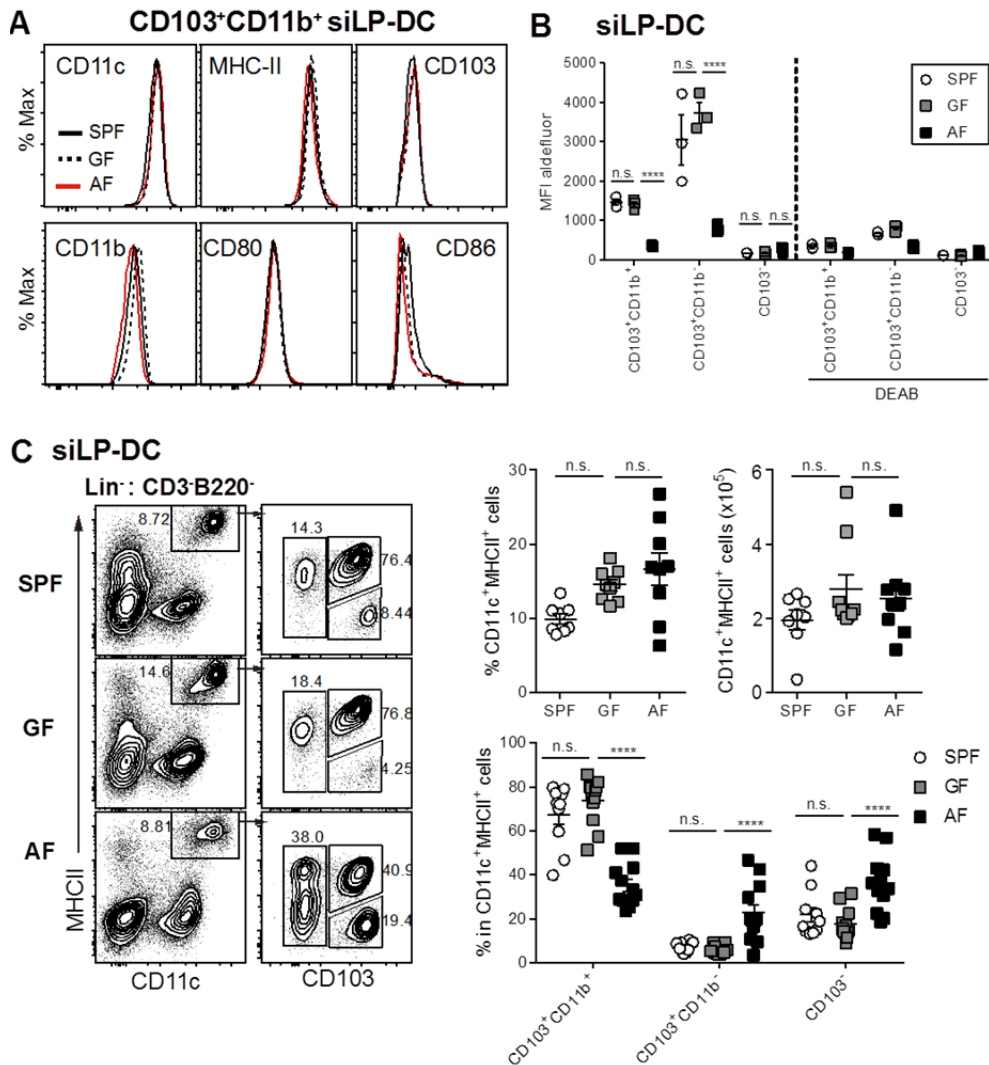 A
CD103+CD11b+ siLP-DC
CD11c
MHC-II
CD103
% Max
SPF
GF
AF
CD11b
CD80
CD86
% Max
B
siLP-DC
MFI aldefluor
5000
4000
3000
2000
1000
0
n.s.
****
n.s.
****
n.s.
n.s.
SPF
GF
AF
CD103+CD11b+
CD103+CD11b-
CD103-
CD103+CD11b+
CD103+CD11b-
CD103-
DEAB
C
siLP-DC
Lin- : CD3-B220-
SPF
8.72
14.3
76.4
8.44
GF
14.6
18.4
76.8
4.25
AF
8.81
38.0
40.9
19.4
MHCII
CD11c
CD103
% CD11c+MHCII+ cells
30
20
10
0
n.s.
n.s.
SPF
GF
AF
CD11c+MHCII+ cells (x10^5)
6
4
2
0
n.s.
n.s.
SPF
GF
AF
% in CD11c+MHCII+ cells
100
80
60
40
20
0
n.s.
****
n.s.
****
n.s.
****
SPF
GF
AF
CD103+CD11b+
CD103+CD11b-
CD103-